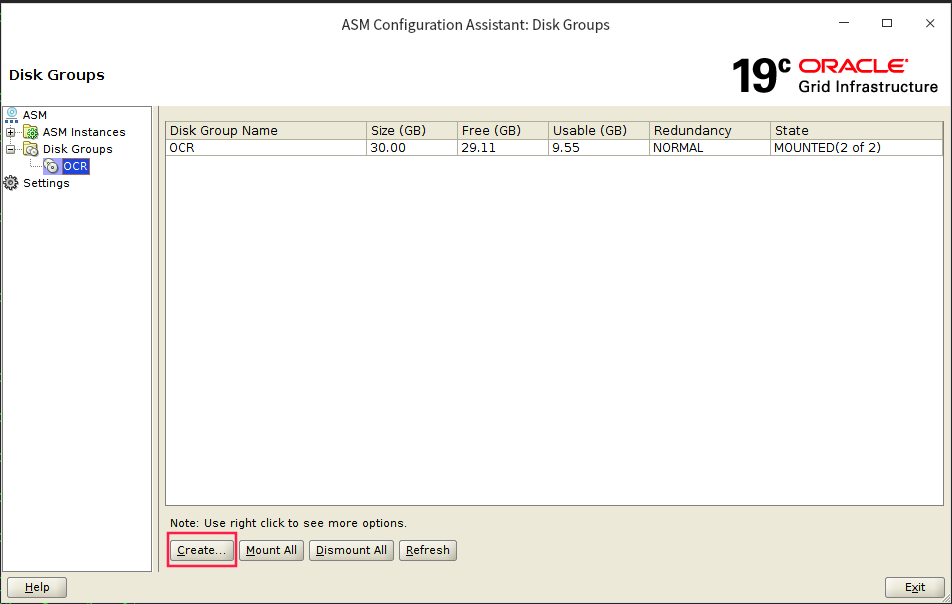 ASM Configuration Assistant: Disk Groups
Disk Groups
19c ORACLE
Grid Infrastructure
ASM
ASM Instances
Disk Groups
OCR
Settings
Disk Group Name Size (GB) Free (GB) Usable (GB) Redundancy State
OCR 30.00 29.11 9.55 NORMAL MOUNTED(2 of 2)
Note: Use right click to see more options.
Create... Mount All Dismount All Refresh
Help Exit